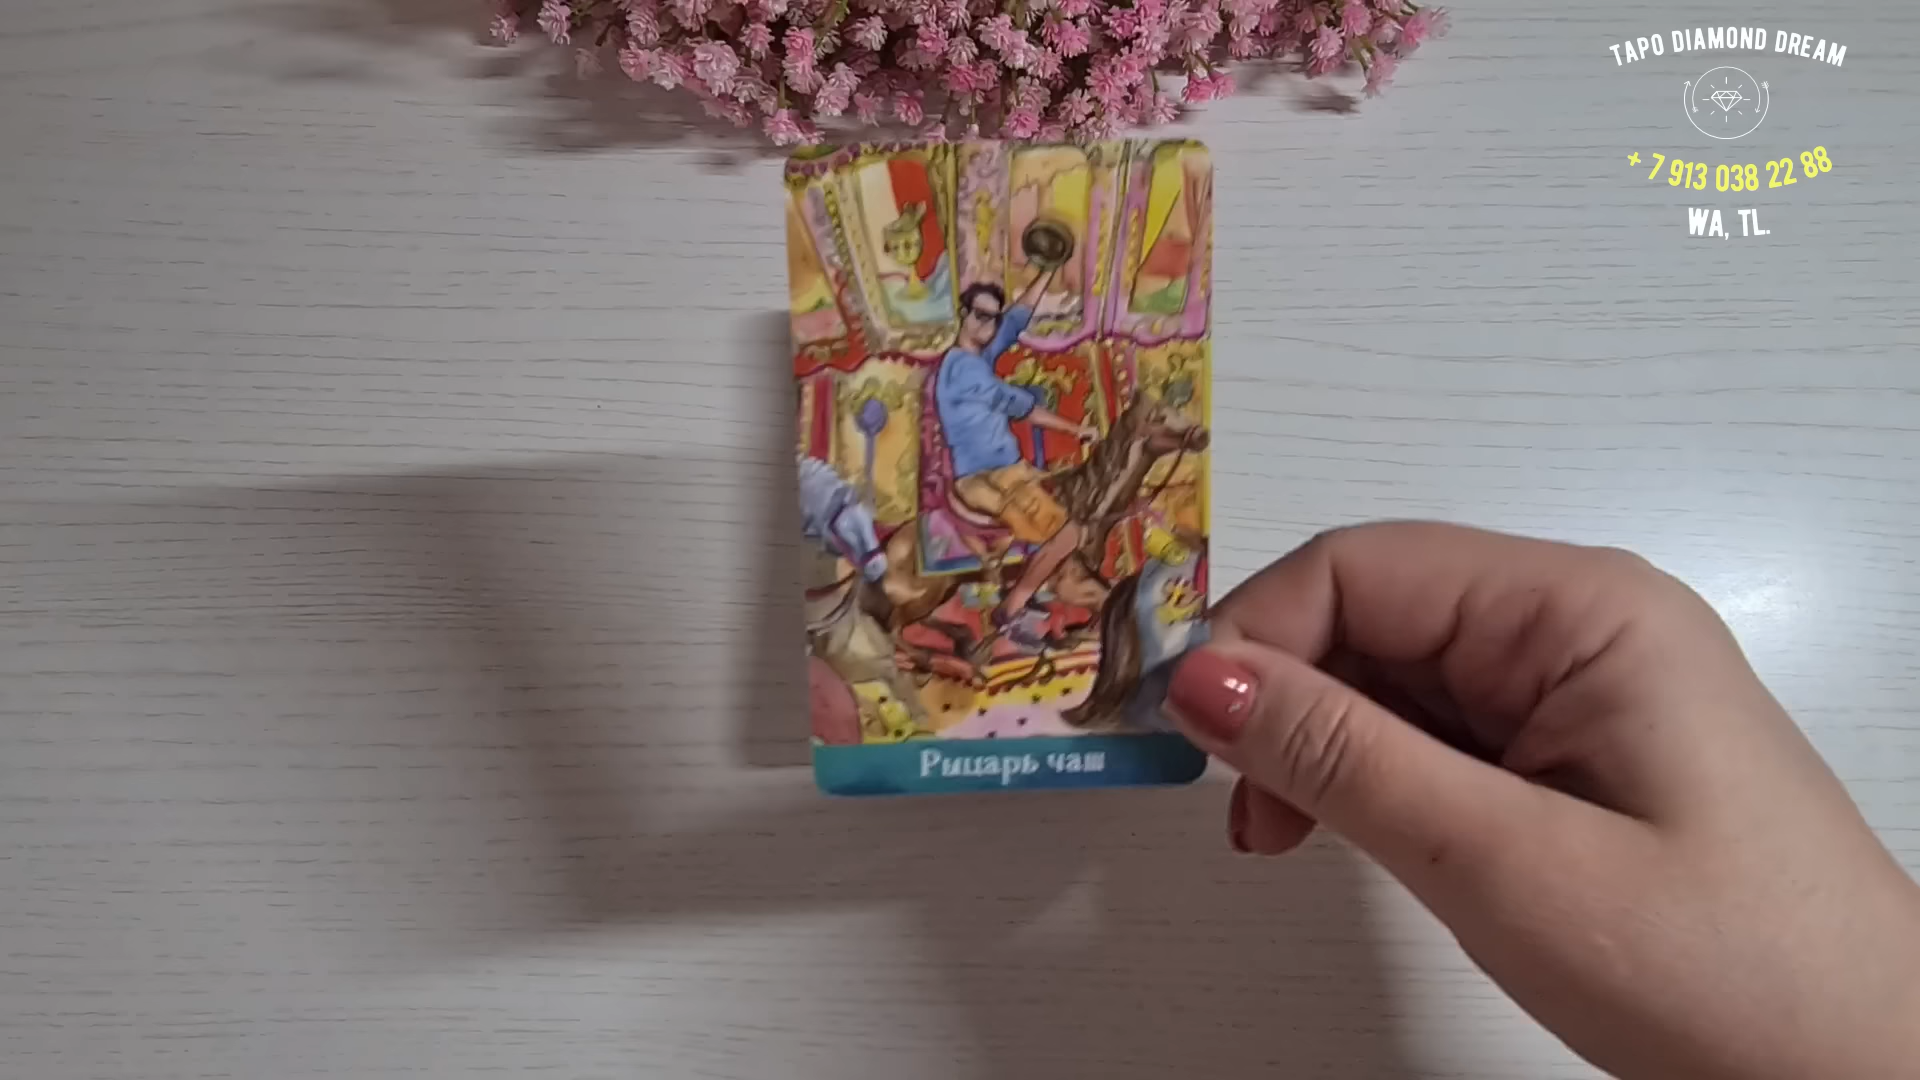 ТАРО DIAMOND DREAM
+ 7 913 038 22 88
WA, TL.
Рыцарь чаш